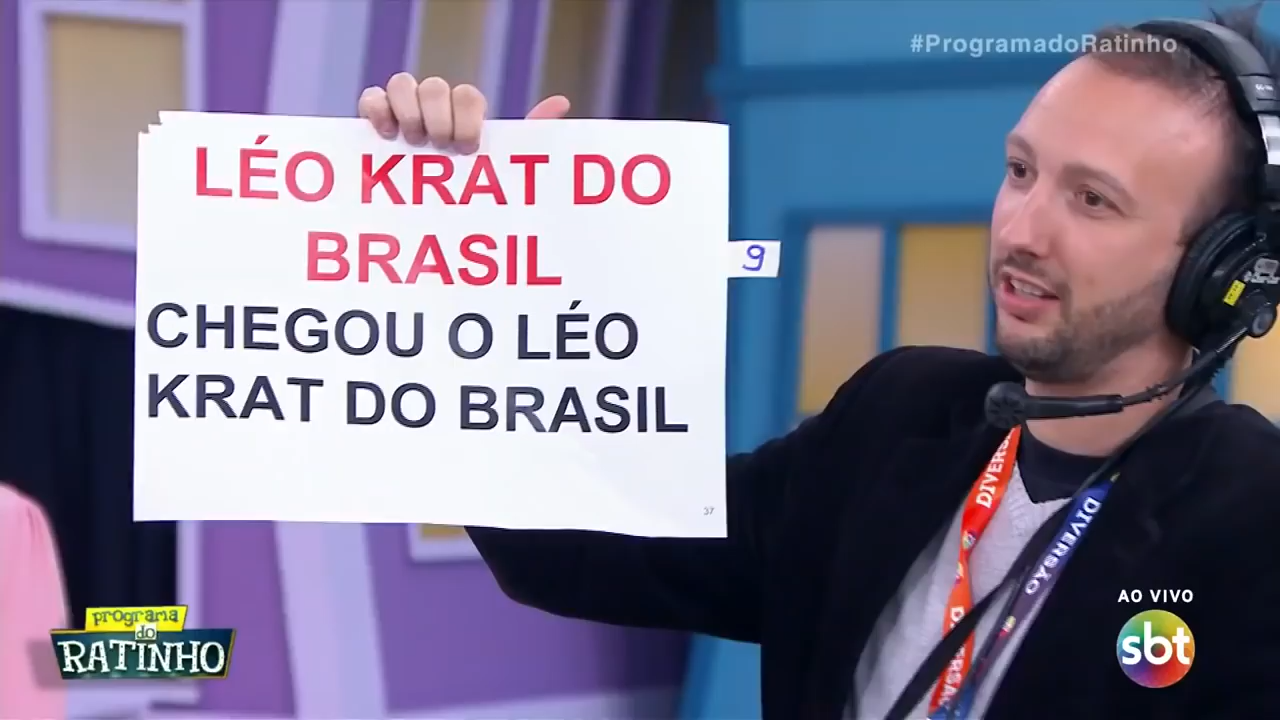 #ProgramadoRatinho
LÉO KRAT DO
BRASIL
CHEGOU O LÉO
KRAT DO BRASIL
9
37
DIVERSÃO
programa
do
RATINHO
AO VIVO
sbt